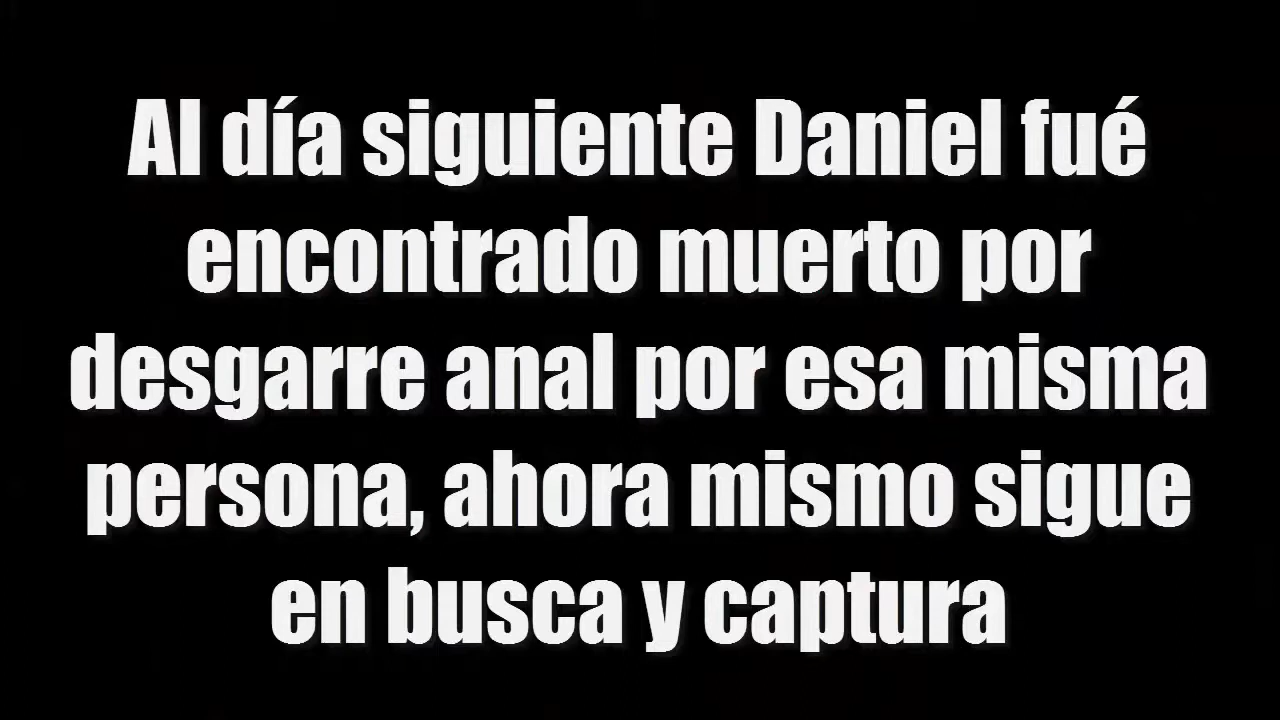 Al día siguiente Daniel fué
encontrado muerto por
desgarre anal por esa misma
persona, ahora mismo sigue
en busca y captura